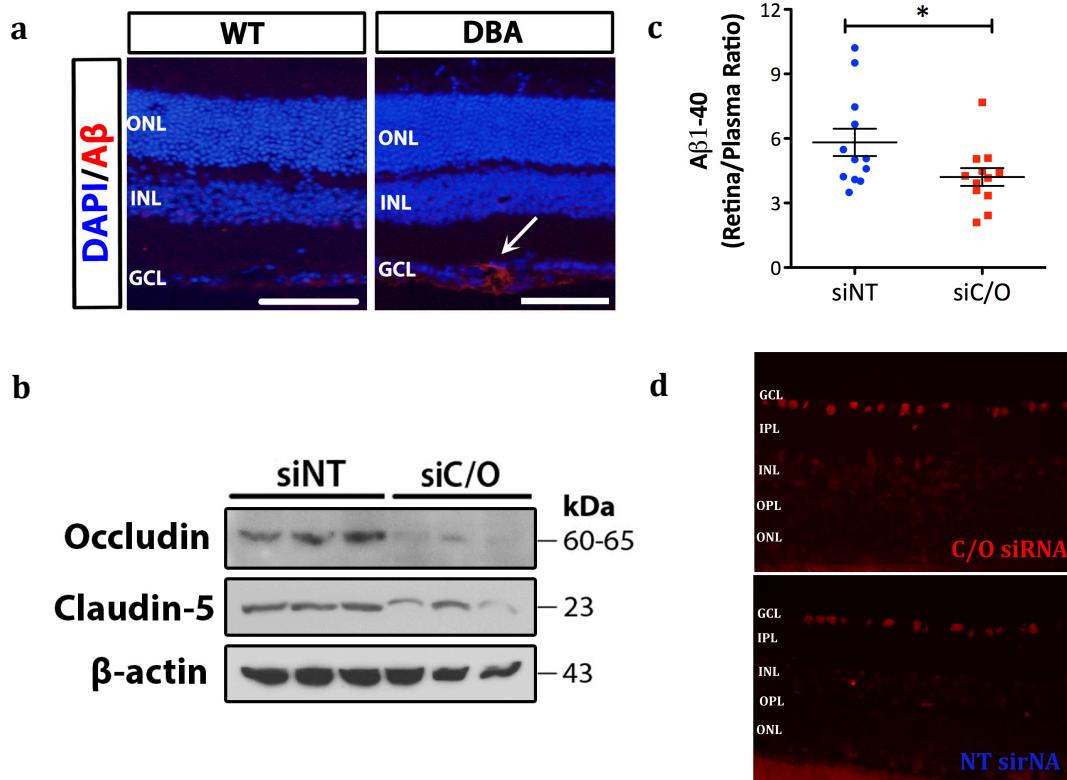 a
WT
DBA
DAPI/Aβ
ONL
INL
GCL
ONL
INL
GCL
b
siNT
siC/O
kDa
Occludin
60-65
Claudin-5
23
β-actin
43
c
*
12
9
6
3
0
Aβ1-40
(Retina/Plasma Ratio)
siNT
siC/O
d
GCL
IPL
INL
OPL
ONL
C/O siRNA
GCL
IPL
INL
OPL
ONL
NT sirNA